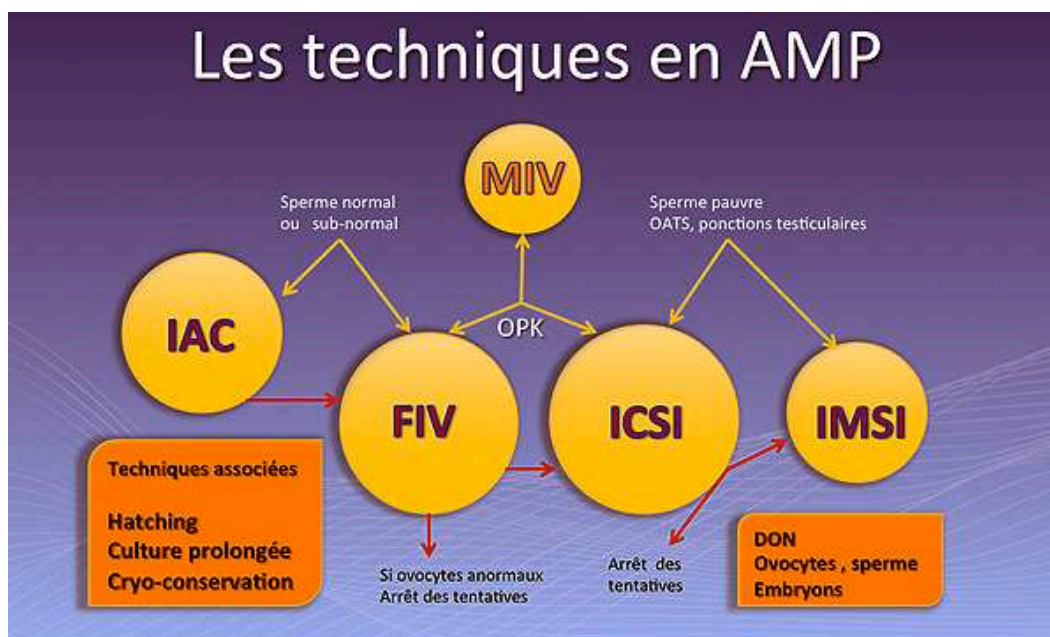 Les techniques en AMP
MIV
Sperme normal
ou sub-normal
Sperme pauvre
OATS, ponctions testiculaires
IAC
OPK
FIV
ICSI
IMSI
Techniques associées
Hatching
Culture prolongée
Cryo-conservation
Si ovocytes anormaux
Arrêt des tentatives
Arrêt des
tentatives
DON
Ovocytes , sperme
Embryons